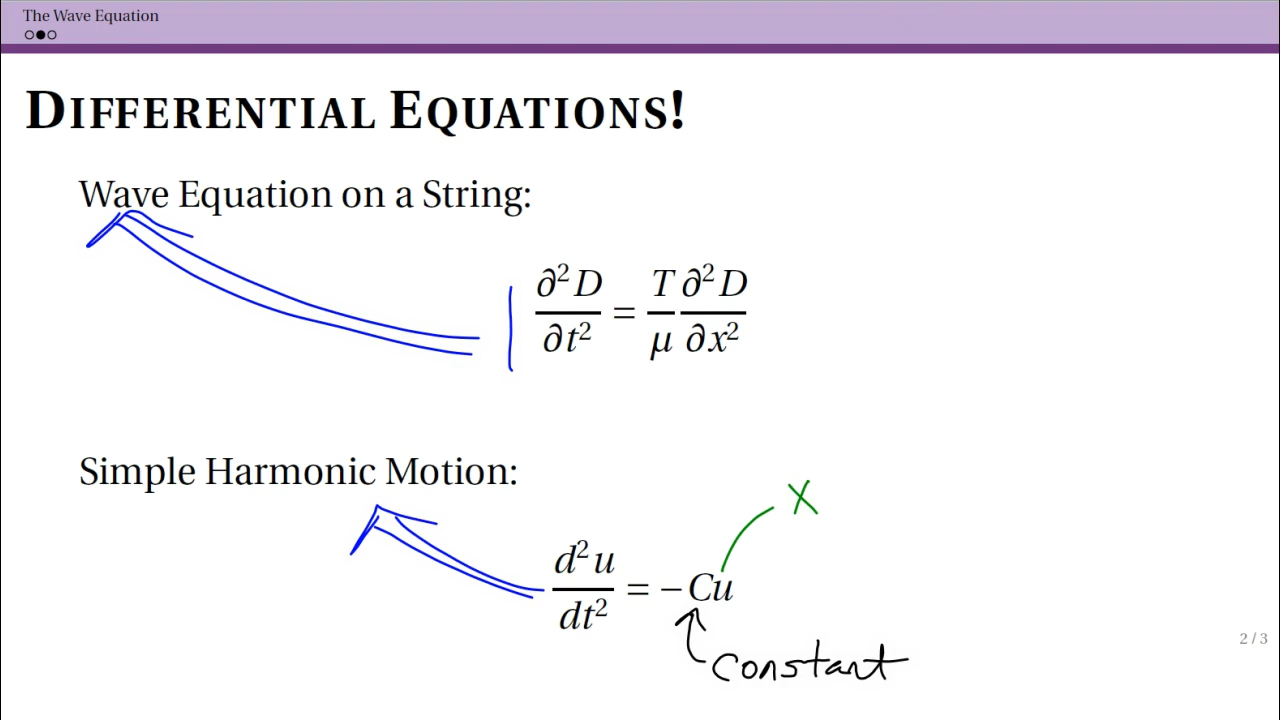 The Wave Equation
DIFFERENTIAL EQUATIONS!
Wave Equation on a String:
∂²D/∂t² = T/μ ∂²D/∂x²
Simple Harmonic Motion:
x
d²u/dt² = −Cu
constant
2 / 3